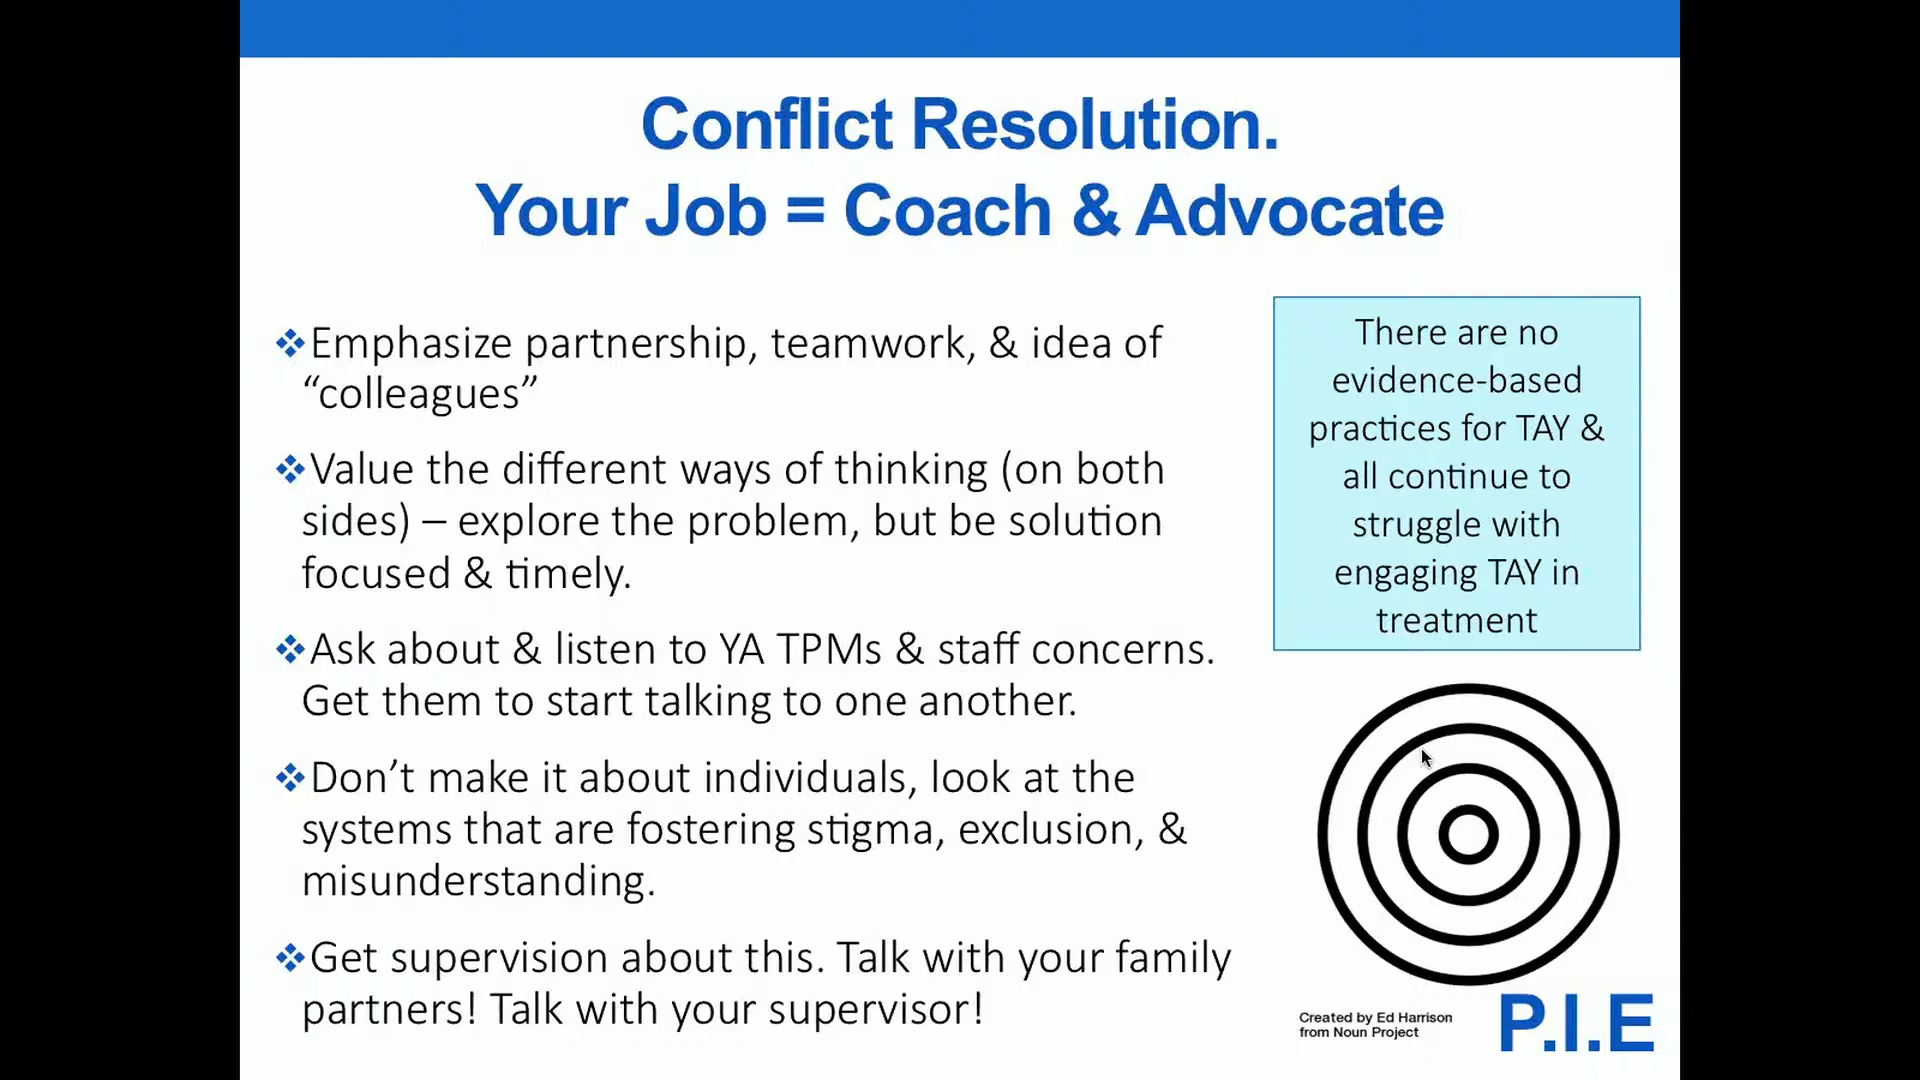 Conflict Resolution.
Your Job = Coach & Advocate
❖Emphasize partnership, teamwork, & idea of
“colleagues”
❖Value the different ways of thinking (on both
sides) – explore the problem, but be solution
focused & timely.
❖Ask about & listen to YA TPMs & staff concerns.
Get them to start talking to one another.
❖Don’t make it about individuals, look at the
systems that are fostering stigma, exclusion, &
misunderstanding.
❖Get supervision about this. Talk with your family
partners! Talk with your supervisor!
There are no
evidence-based
practices for TAY &
all continue to
struggle with
engaging TAY in
treatment
Created by Ed Harrison
from Noun Project
P.I.E